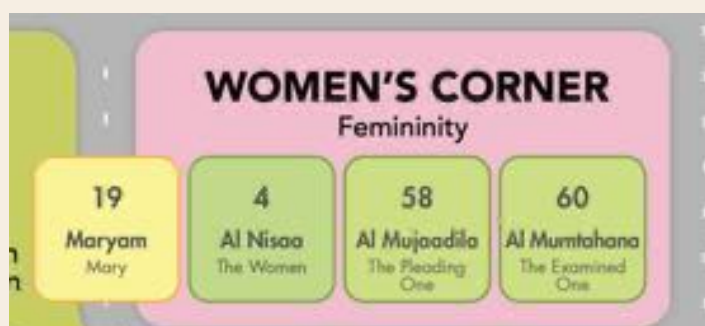 WOMEN'S CORNER
Femininity
19
Maryam
Mary
4
Al Nisaa
The Women
58
Al Mujaadila
The Pleading
One
60
Al Mumtahana
The Examined
One